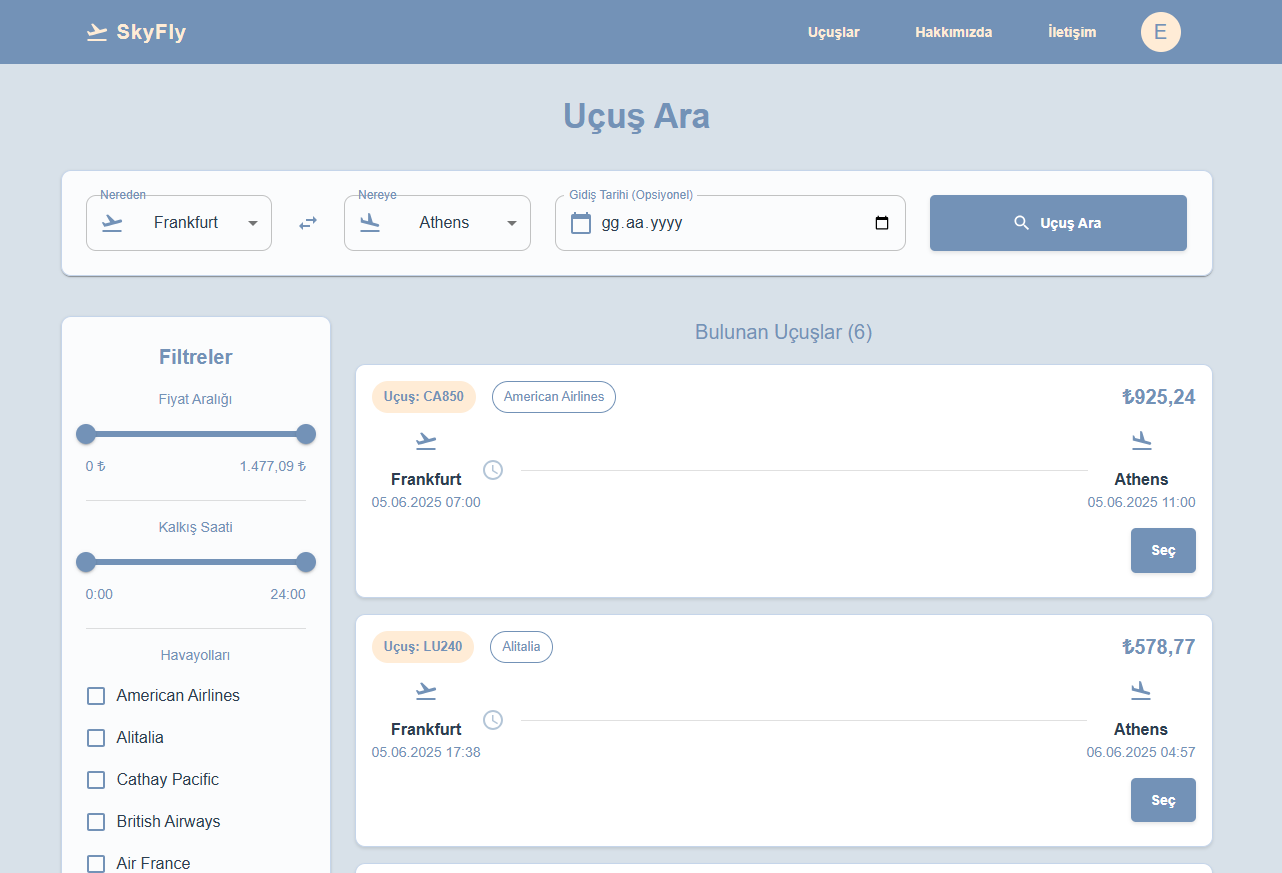 SkyFly
Uçuşlar
Hakkımızda
İletişim
E
Uçuş Ara
Nereden
Frankfurt
Nereye
Athens
Gidiş Tarihi (Opsiyonel)
gg.aa.yyyy
Uçuş Ara
Filtreler
Fiyat Aralığı
0 ₺ 1.477,09 ₺
Kalkış Saati
0:00 24:00
Havayolları
American Airlines
Alitalia
Cathay Pacific
British Airways
Air France
Bulunan Uçuşlar (6)
Uçuş: CA850 American Airlines ₺925,24
Frankfurt Athens
05.06.2025 07:00 05.06.2025 11:00
Seç
Uçuş: LU240 Alitalia ₺578,77
Frankfurt Athens
05.06.2025 17:38 06.06.2025 04:57
Seç